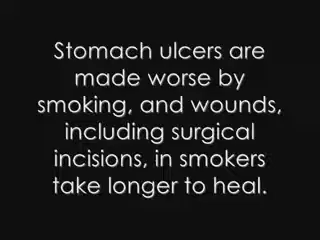 Stomach ulcers are
made worse by
smoking, and wounds,
including surgical
incisions, in smokers
take longer to heal.